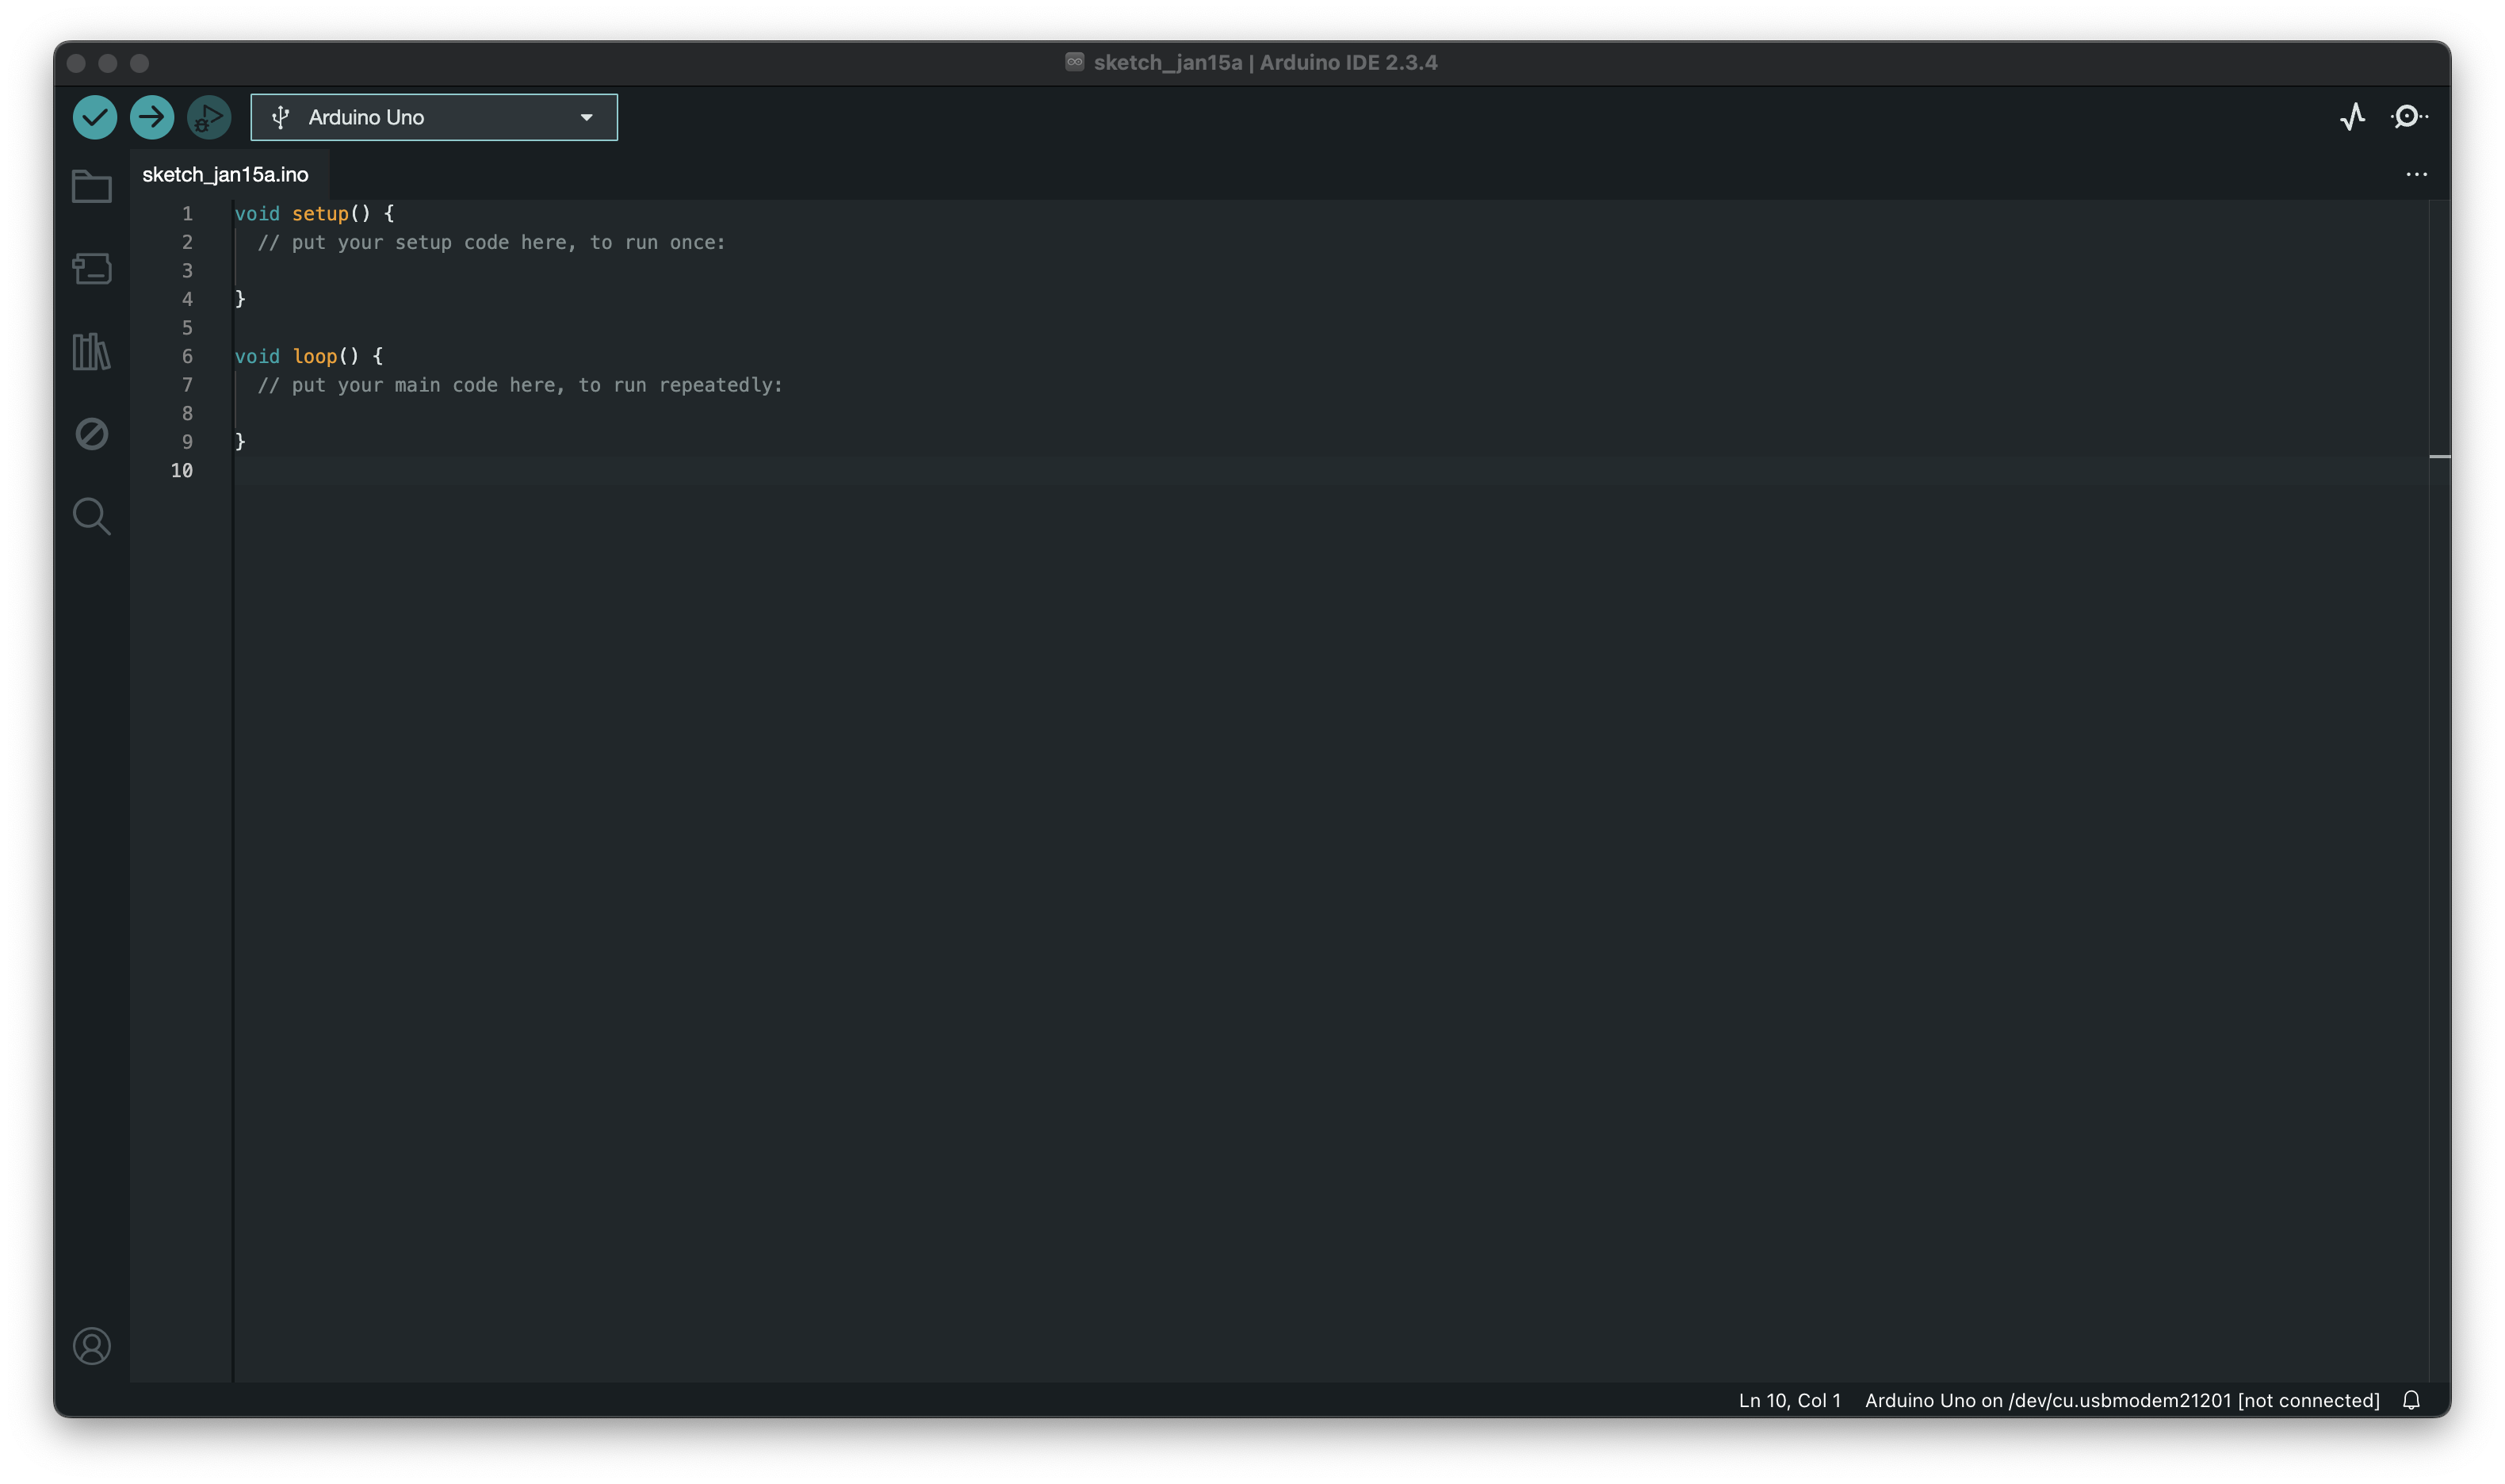 sketch_jan15a | Arduino IDE 2.3.4
Arduino Uno
sketch_jan15a.ino
1 void setup() {
2 // put your setup code here, to run once:
3
4 }
5
6 void loop() {
7 // put your main code here, to run repeatedly:
8
9 }
10
Ln 10, Col 1 Arduino Uno on /dev/cu.usbmodem21201 [not connected]